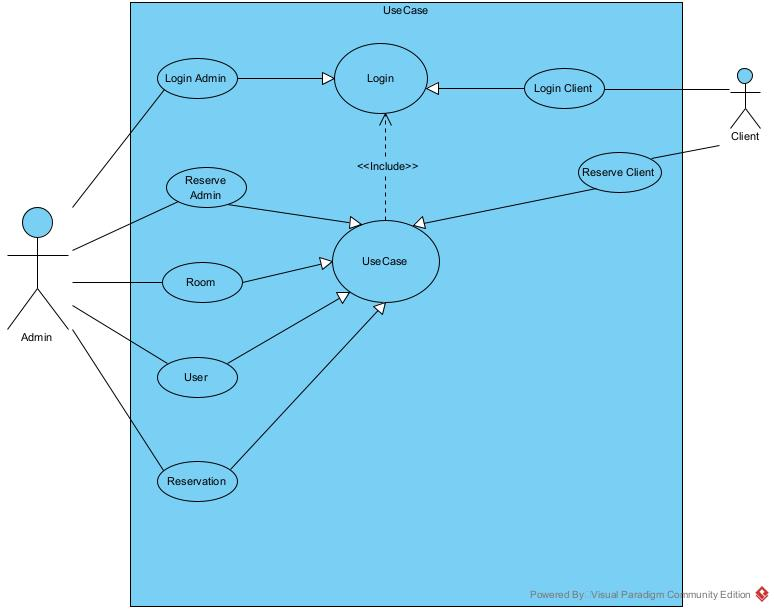 UseCase
Login Admin
Login
Login Client
Client
<<Include>>
Reserve
Admin
Reserve Client
UseCase
Room
Admin
User
Reservation
Powered By: Visual Paradigm Community Edition